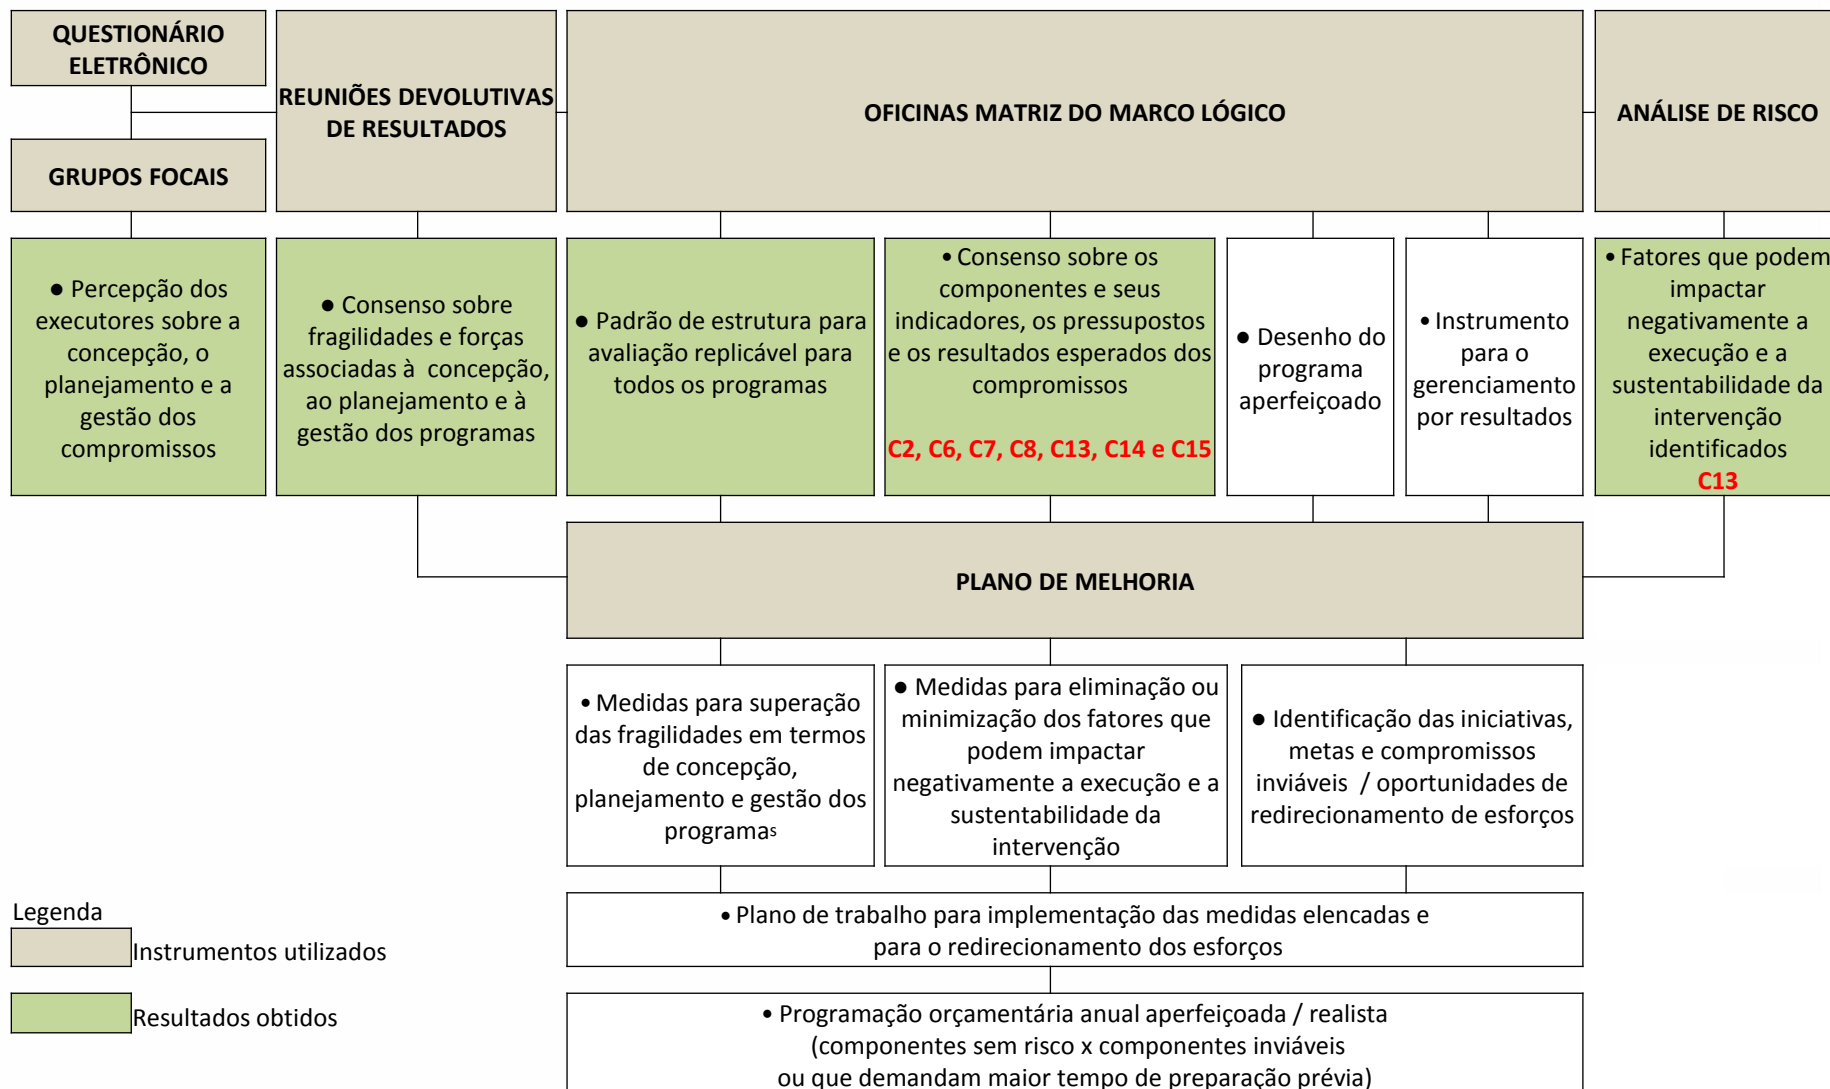 QUESTIONÁRIO
ELETRÔNICO
GRUPOS FOCAIS
REUNIÕES DEVOLUTIVAS
DE RESULTADOS
OFICINAS MATRIZ DO MARCO LÓGICO
ANÁLISE DE RISCO
● Percepção dos
executores sobre a
concepção, o
planejamento e a
gestão dos
compromissos
● Consenso sobre
fragilidades e forças
associadas à concepção,
ao planejamento e à
gestão dos programas
● Padrão de estrutura para
avaliação replicável para
todos os programas
• Consenso sobre os
componentes e seus
indicadores, os pressupostos
e os resultados esperados dos
compromissos
C2, C6, C7, C8, C13, C14 e C15
● Desenho do
programa
aperfeiçoado
• Instrumento
para o
gerenciamento
por resultados
• Fatores que podem
impactar
negativamente a
execução e a
sustentabilidade da
intervenção
identificados
C13
PLANO DE MELHORIA
• Medidas para superação
das fragilidades em termos
de concepção,
planejamento e gestão dos
programas
● Medidas para eliminação ou
minimização dos fatores que
podem impactar
negativamente a execução e a
sustentabilidade da
intervenção
● Identificação das iniciativas,
metas e compromissos
inviáveis / oportunidades de
redirecionamento de esforços
• Plano de trabalho para implementação das medidas elencadas e
para o redirecionamento dos esforços
• Programação orçamentária anual aperfeiçoada / realista
(componentes sem risco x componentes inviáveis
ou que demandam maior tempo de preparação prévia)
Legenda
Instrumentos utilizados
Resultados obtidos